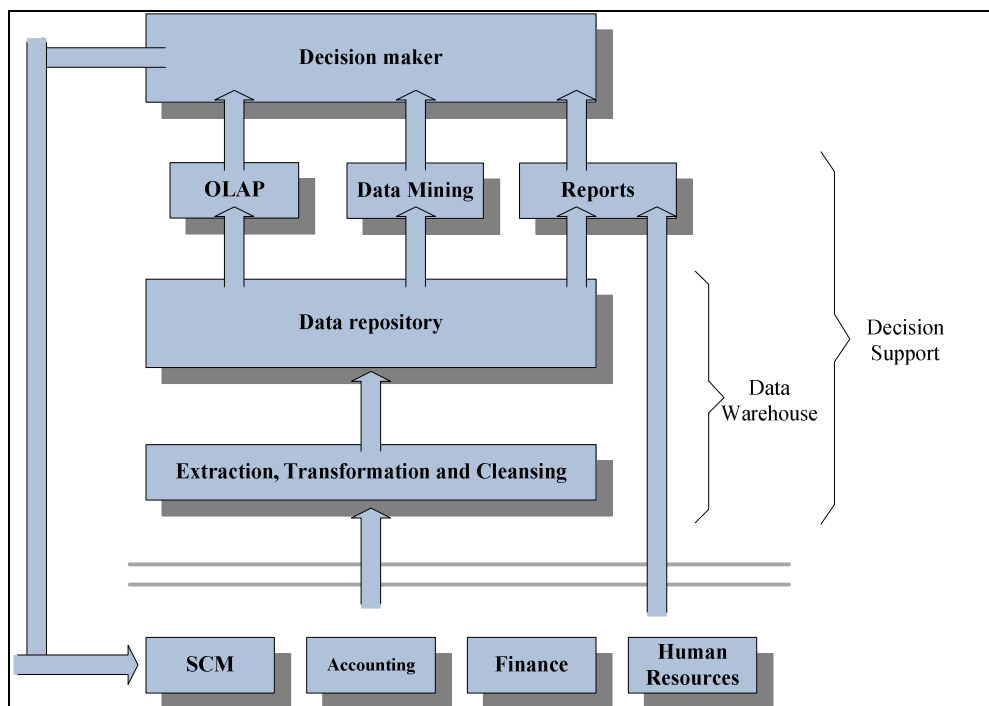 Decision maker
OLAP
Data Mining
Reports
Data repository
Decision
Support
Data
Warehouse
Extraction, Transformation and Cleansing
SCM
Accounting
Finance
Human
Resources